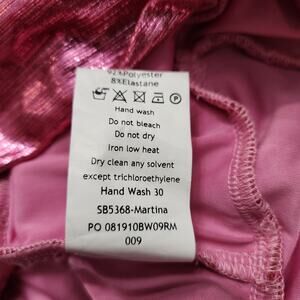 92%Polyester
8%Elastane
Hand wash
Do not bleach
Do not dry
Iron low heat
Dry clean any solvent
except trichloroethylene
Hand Wash 30
SB5368-Martina
PO 081910BW09RM
009